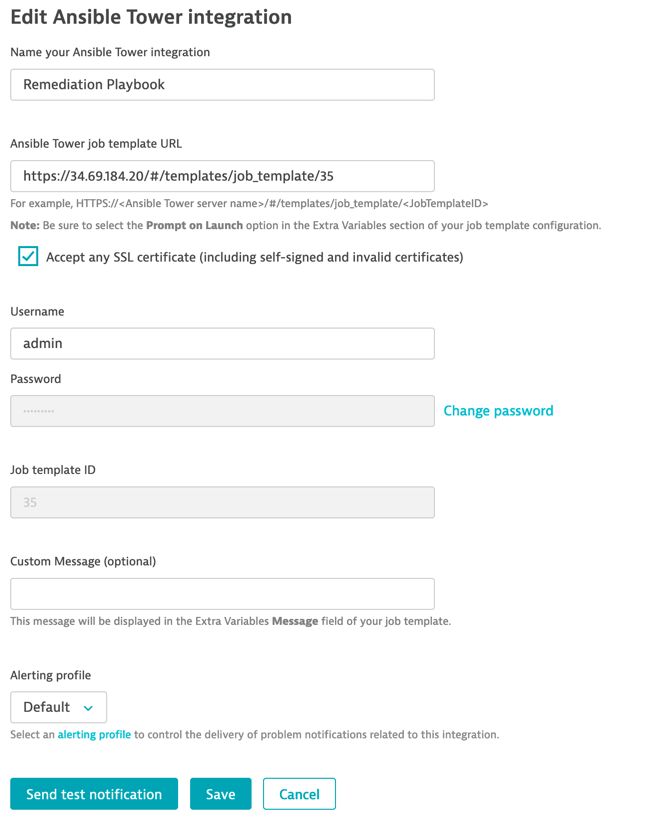 Edit Ansible Tower integration
Name your Ansible Tower integration
Remediation Playbook
Ansible Tower job template URL
https://34.69.184.20/#/templates/job_template/35
For example, HTTPS://<Ansible Tower server name>/#/templates/job_template/<JobTemplateID>
Note: Be sure to select the Prompt on Launch option in the Extra Variables section of your job template configuration.
Accept any SSL certificate (including self-signed and invalid certificates)
Username
admin
Password
·········
Change password
Job template ID
35
Custom Message (optional)
This message will be displayed in the Extra Variables Message field of your job template.
Alerting profile
Default
Select an alerting profile to control the delivery of problem notifications related to this integration.
Send test notification
Save
Cancel